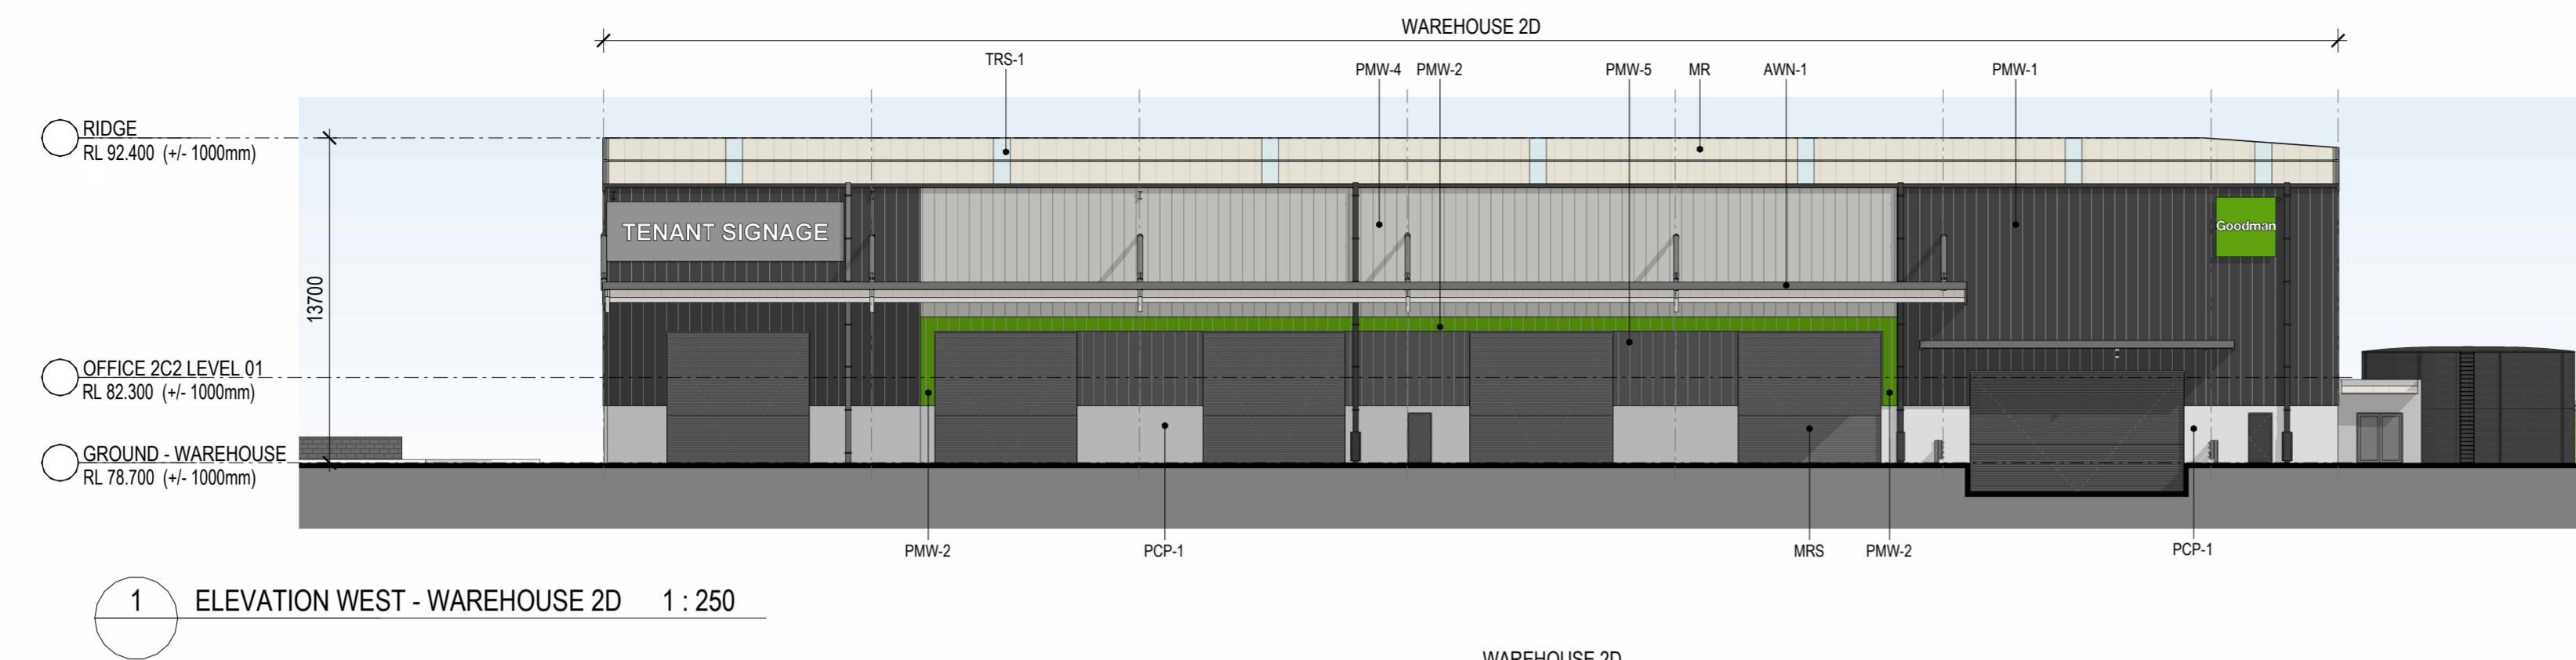 WAREHOUSE 2D
TRS-1
PMW-4 PMW-2 PMW-5 MR AWN-1 PMW-1
RIDGE
RL 92.400 (+/- 1000mm)
TENANT SIGNAGE
Goodman
13700
OFFICE 2C2 LEVEL 01
RL 82.300 (+/- 1000mm)
GROUND - WAREHOUSE
RL 78.700 (+/- 1000mm)
PMW-2 PCP-1 MRS PMW-2 PCP-1
1 ELEVATION WEST - WAREHOUSE 2D 1 : 250
WAREHOUSE 2D